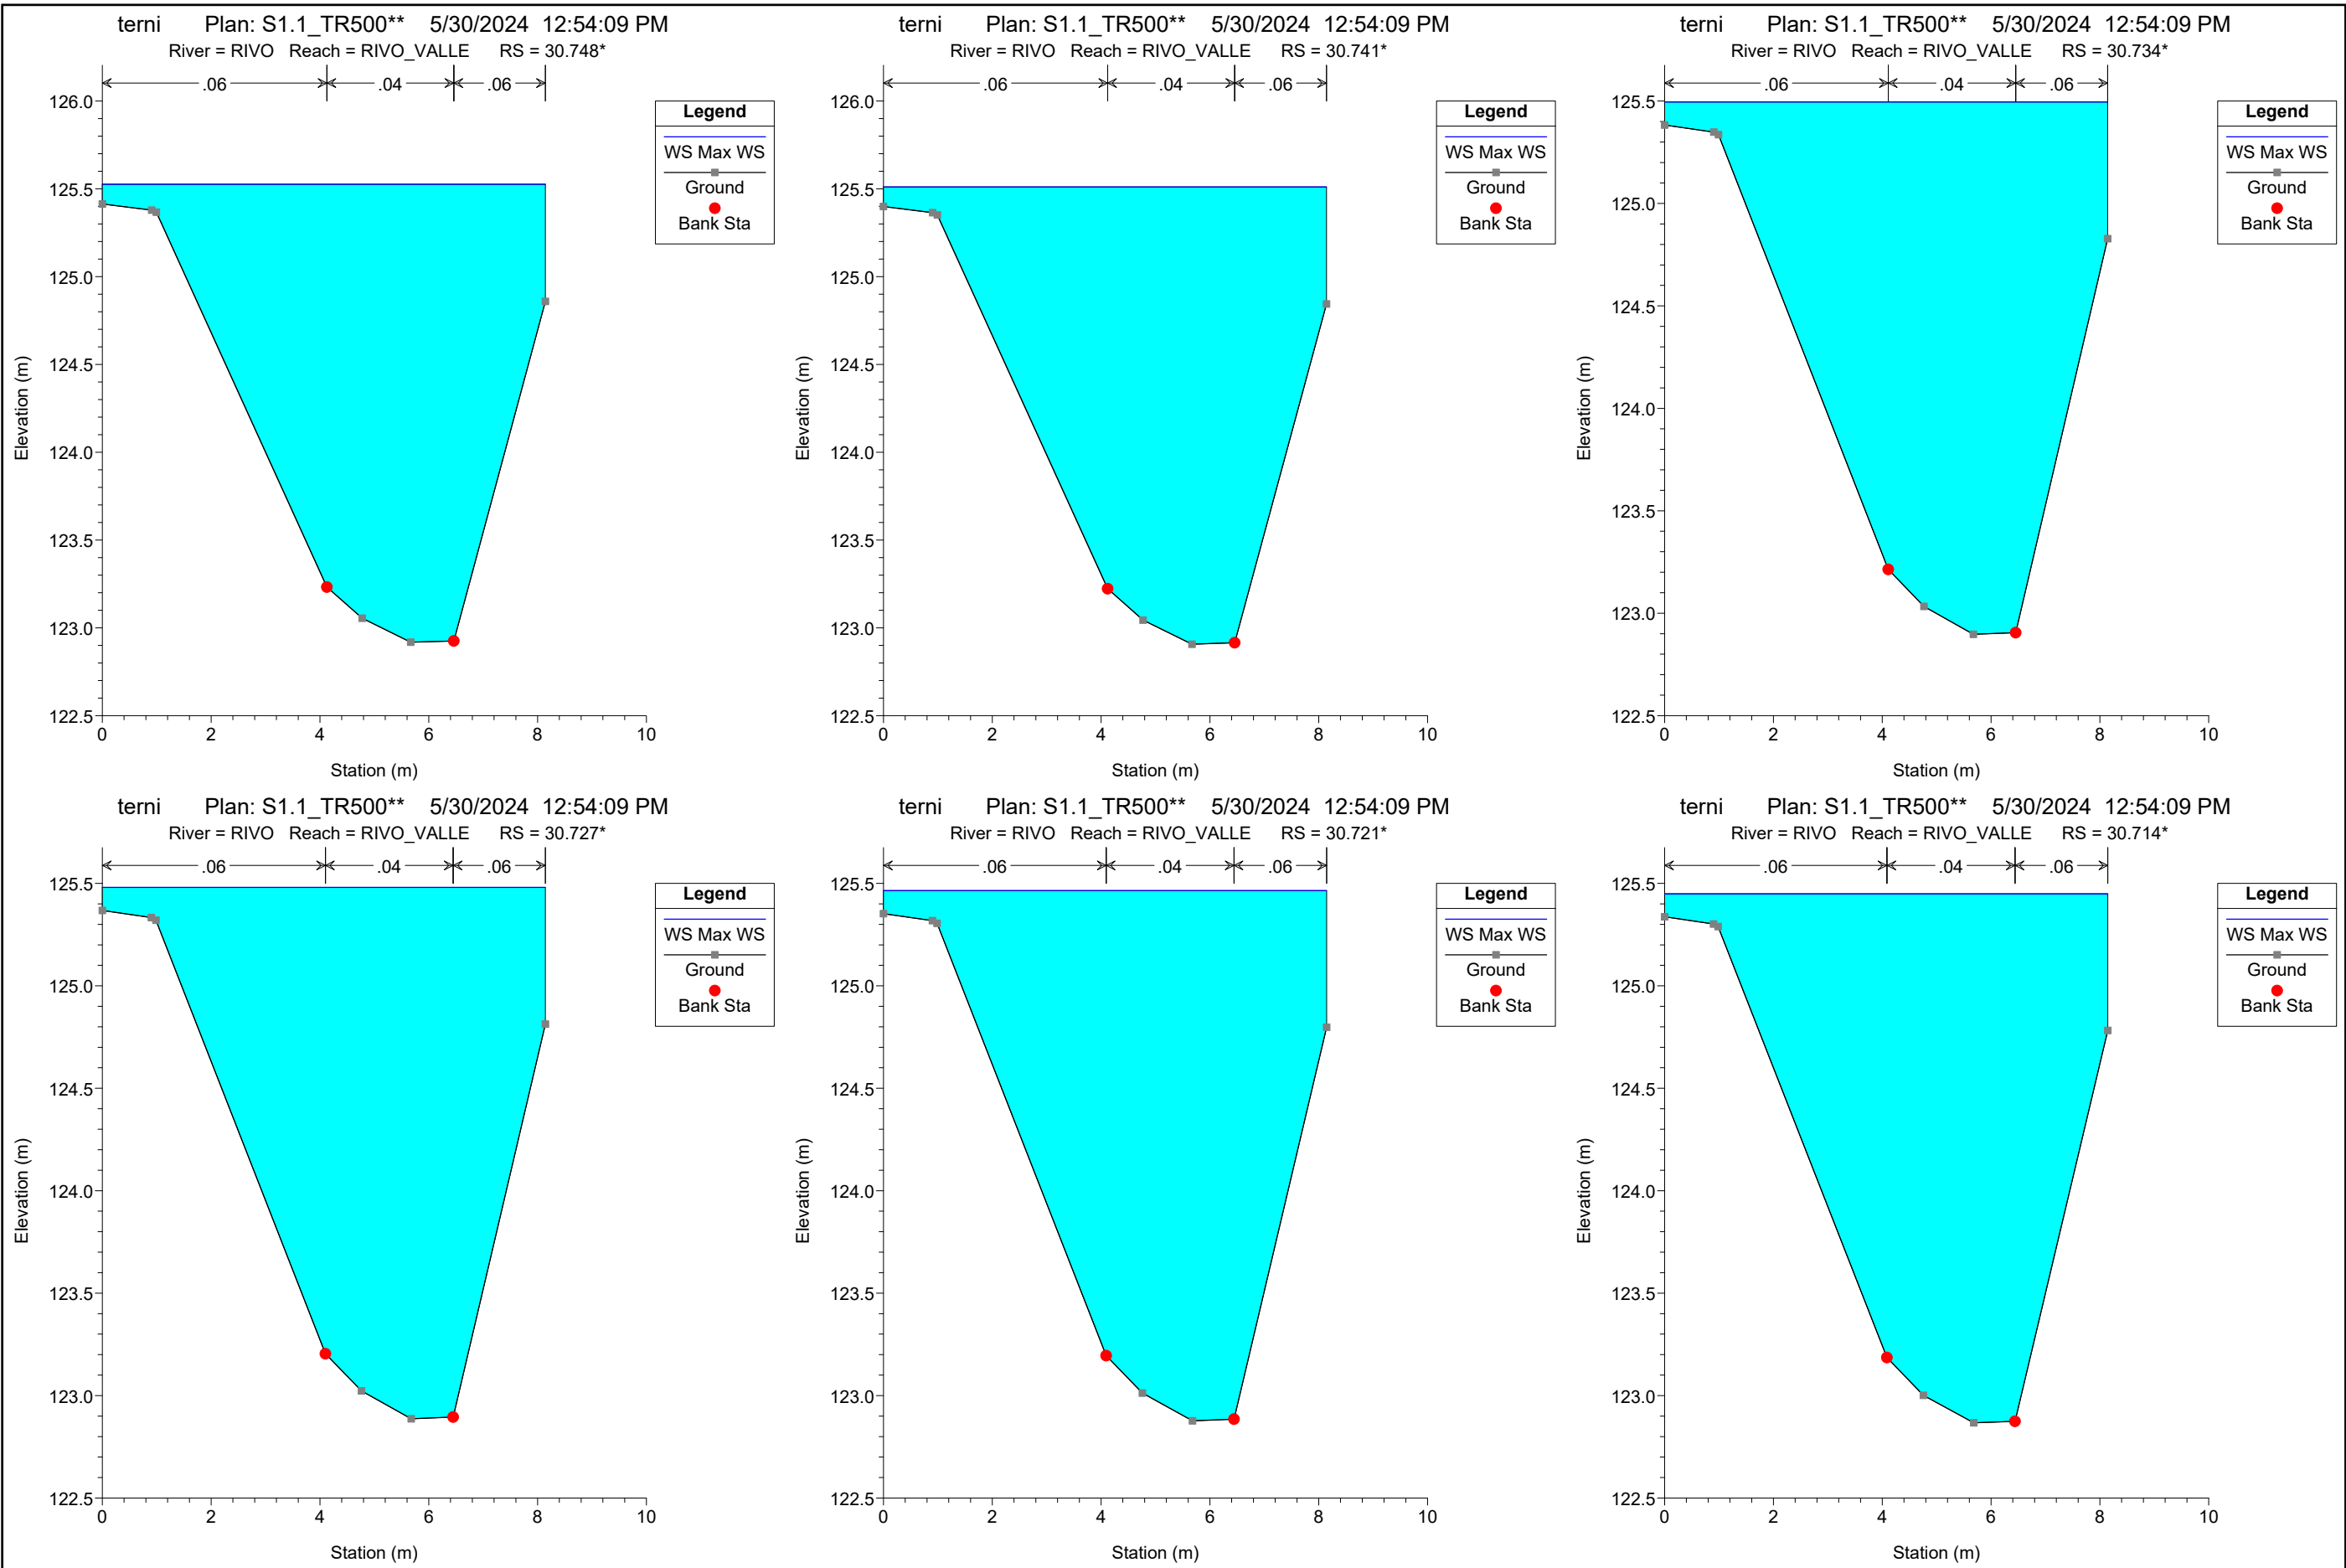 terni Plan: S1.1_TR500** 5/30/2024 12:54:09 PM
River = RIVO Reach = RIVO_VALLE RS = 30.748*
.06 .04 .06
126.0
125.5
125.0
124.5
124.0
123.5
123.0
122.5
0 2 4 6 8 10
Station (m)
Elevation (m)
Legend
WS Max WS
Ground
Bank Sta
terni Plan: S1.1_TR500** 5/30/2024 12:54:09 PM
River = RIVO Reach = RIVO_VALLE RS = 30.741*
.06 .04 .06
126.0
125.5
125.0
124.5
124.0
123.5
123.0
122.5
0 2 4 6 8 10
Station (m)
Elevation (m)
Legend
WS Max WS
Ground
Bank Sta
terni Plan: S1.1_TR500** 5/30/2024 12:54:09 PM
River = RIVO Reach = RIVO_VALLE RS = 30.734*
.06 .04 .06
125.5
125.0
124.5
124.0
123.5
123.0
122.5
0 2 4 6 8 10
Station (m)
Elevation (m)
Legend
WS Max WS
Ground
Bank Sta
terni Plan: S1.1_TR500** 5/30/2024 12:54:09 PM
River = RIVO Reach = RIVO_VALLE RS = 30.727*
.06 .04 .06
125.5
125.0
124.5
124.0
123.5
123.0
122.5
0 2 4 6 8 10
Station (m)
Elevation (m)
Legend
WS Max WS
Ground
Bank Sta
terni Plan: S1.1_TR500** 5/30/2024 12:54:09 PM
River = RIVO Reach = RIVO_VALLE RS = 30.721*
.06 .04 .06
125.5
125.0
124.5
124.0
123.5
123.0
122.5
0 2 4 6 8 10
Station (m)
Elevation (m)
Legend
WS Max WS
Ground
Bank Sta
terni Plan: S1.1_TR500** 5/30/2024 12:54:09 PM
River = RIVO Reach = RIVO_VALLE RS = 30.714*
.06 .04 .06
125.5
125.0
124.5
124.0
123.5
123.0
122.5
0 2 4 6 8 10
Station (m)
Elevation (m)
Legend
WS Max WS
Ground
Bank Sta